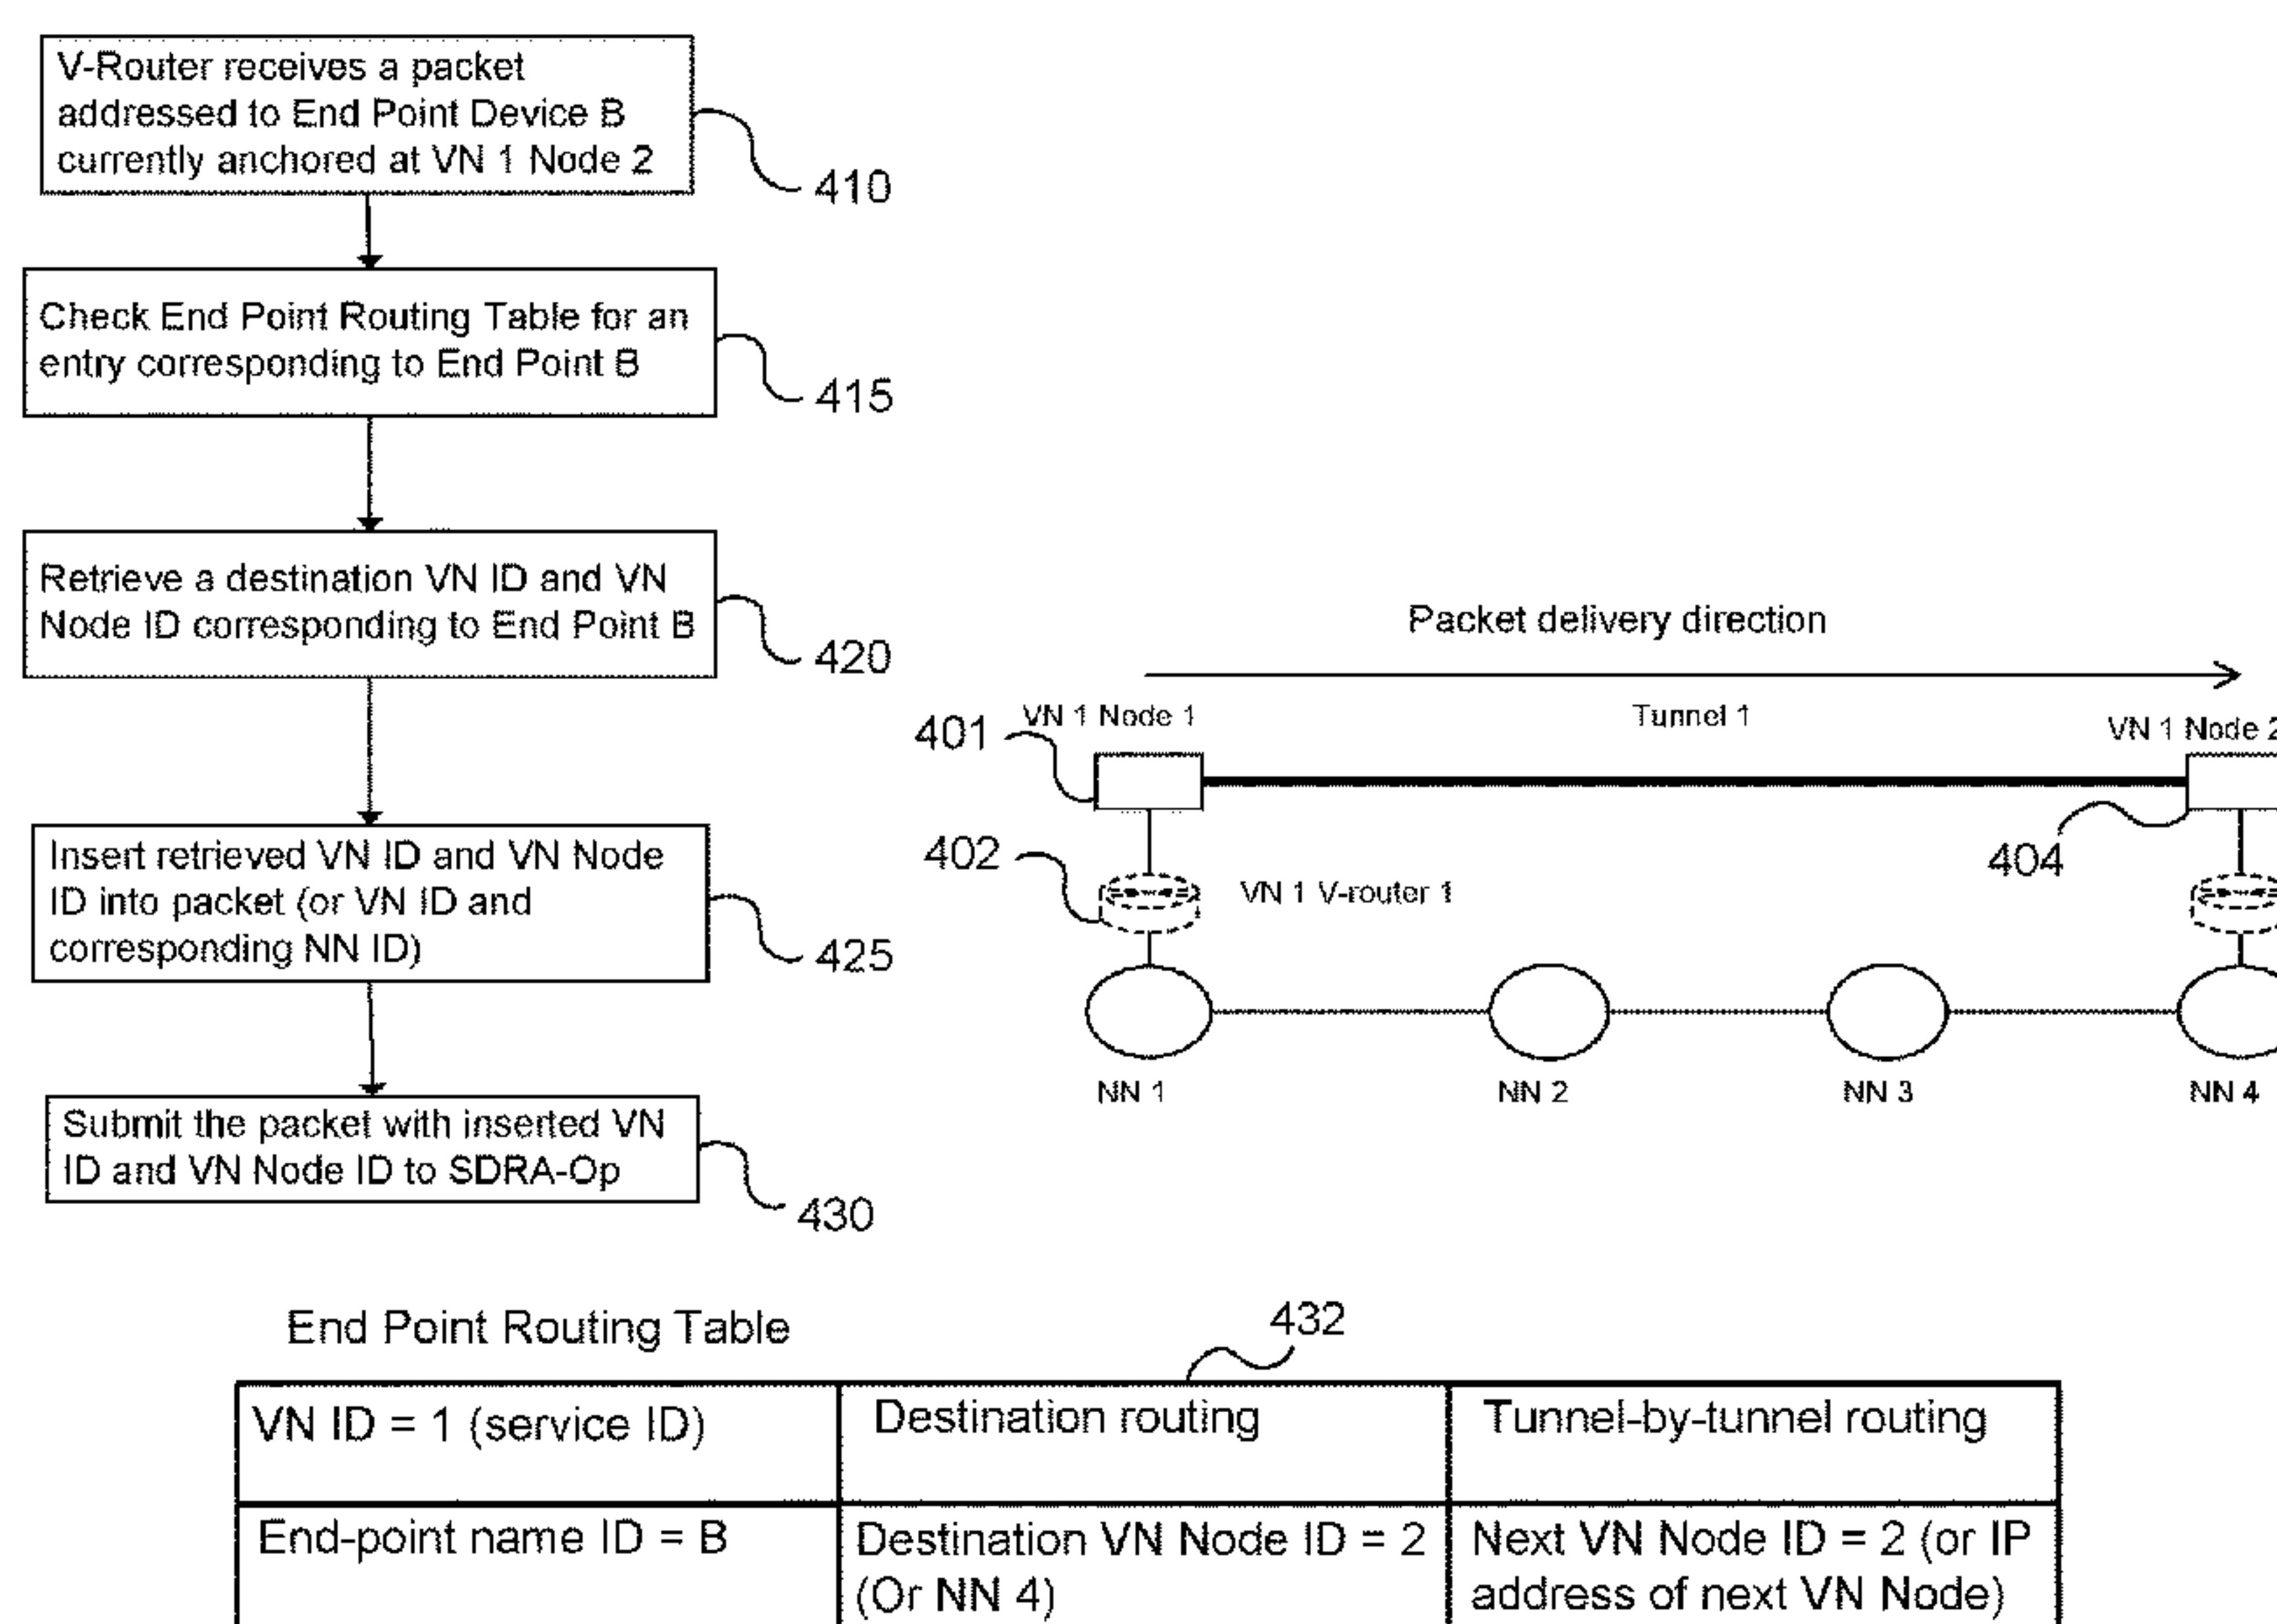 V-Router receives a packet
addressed to End Point Device B
currently anchored at VN 1 Node 2
410
Check End Point Routing Table for an
entry corresponding to End Point B
415
Retrieve a destination VN ID and VN
Node ID corresponding to End Point B
420
Insert retrieved VN ID and VN Node
ID into packet (or VN ID and
corresponding NN ID)
425
Submit the packet with inserted VN
ID and VN Node ID to SDRA-Op
430
Packet delivery direction
401
VN 1 Node 1
Tunnel 1
VN 1 Node 2
402
VN 1 V-router 1
404
NN 1
NN 2
NN 3
NN 4
End Point Routing Table
432
VN ID = 1 (service ID)
Destination routing
Tunnel-by-tunnel routing
End-point name ID = B
Destination VN Node ID = 2
(Or NN 4)
Next VN Node ID = 2 (or IP
address of next VN Node)